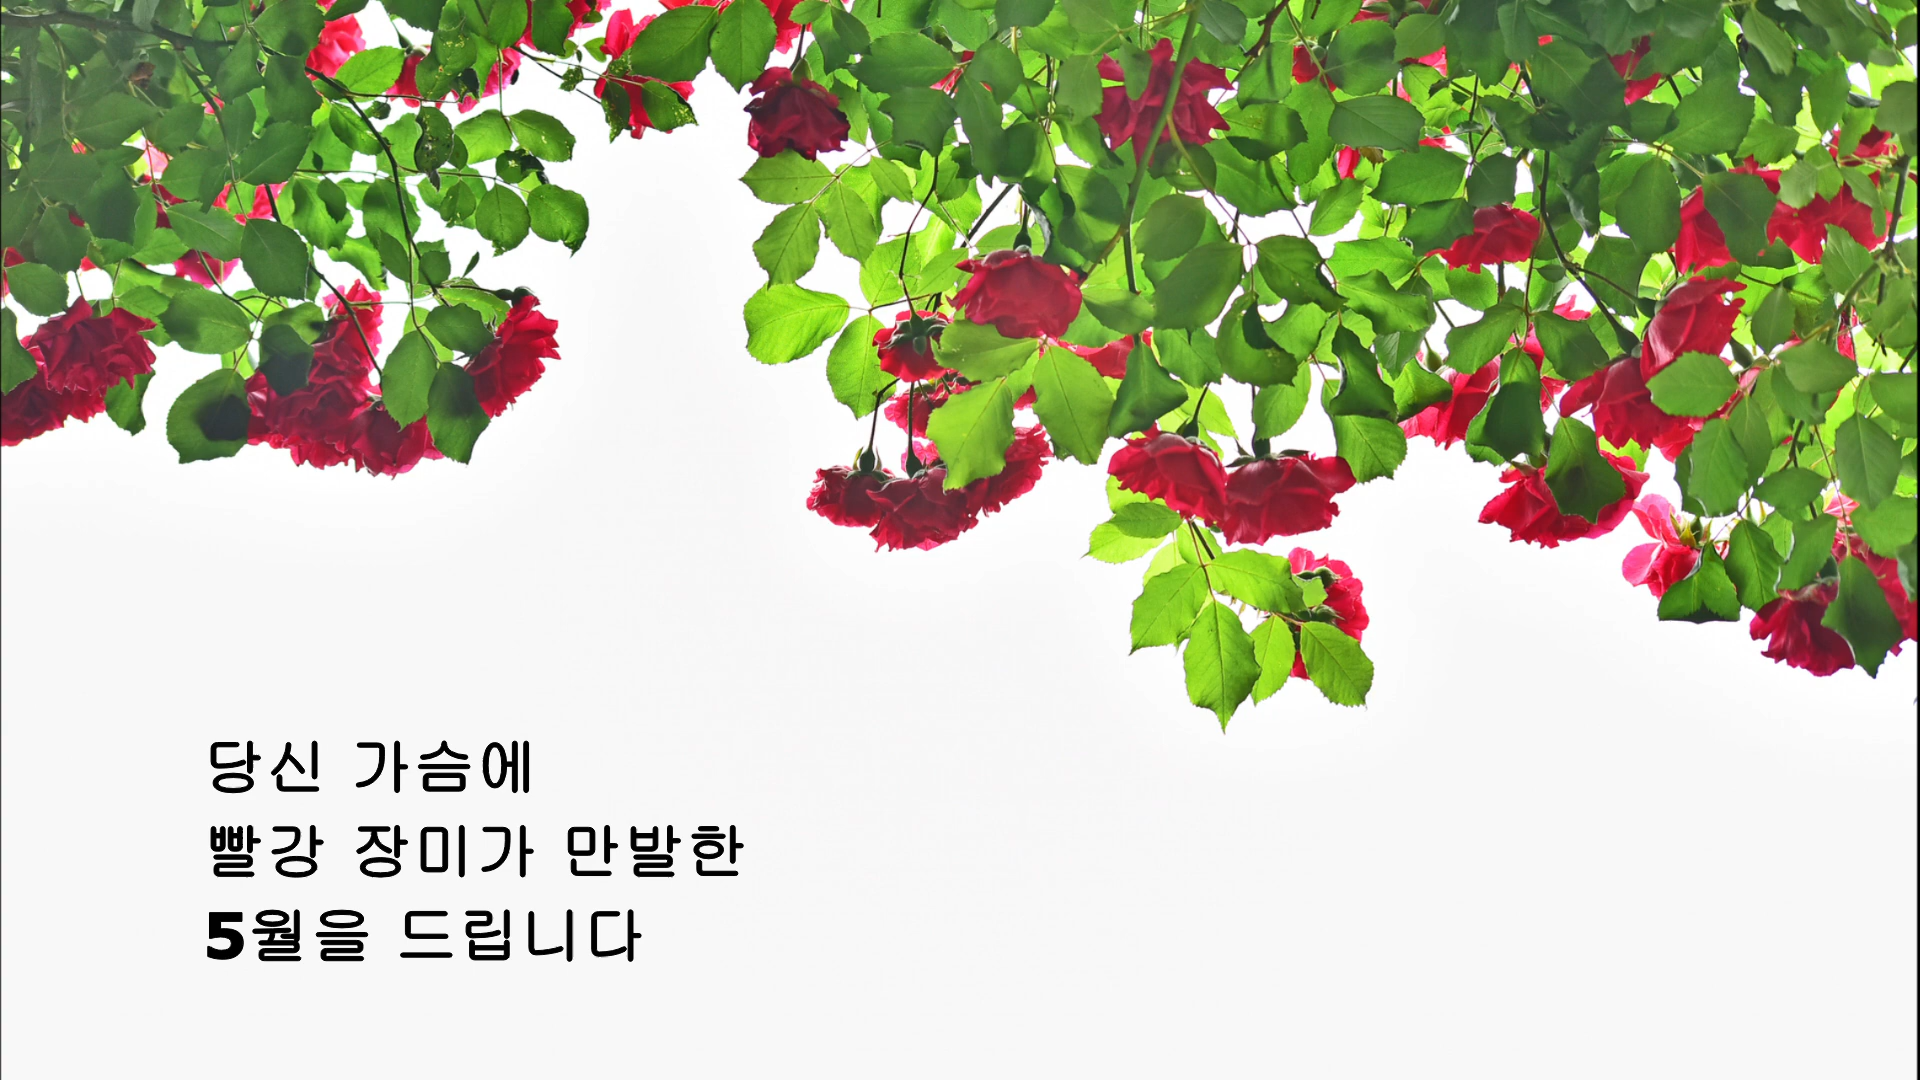 당신 가슴에
빨강 장미가 만발한
5월을 드립니다